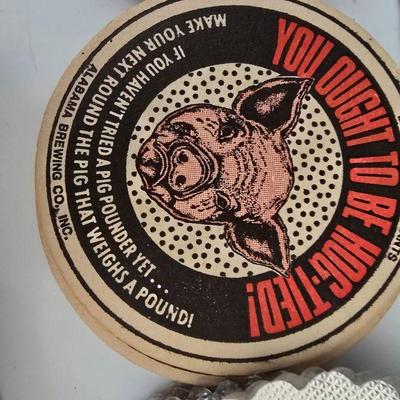 YOU OUGHT TO BE HOG-TIED!
IF YOU HAVEN'T TRIED A PIG POUNDER YET...
MAKE YOUR NEXT ROUND THE PIG THAT WEIGHS A POUND!
ALABAMA BREWING CO., INC.